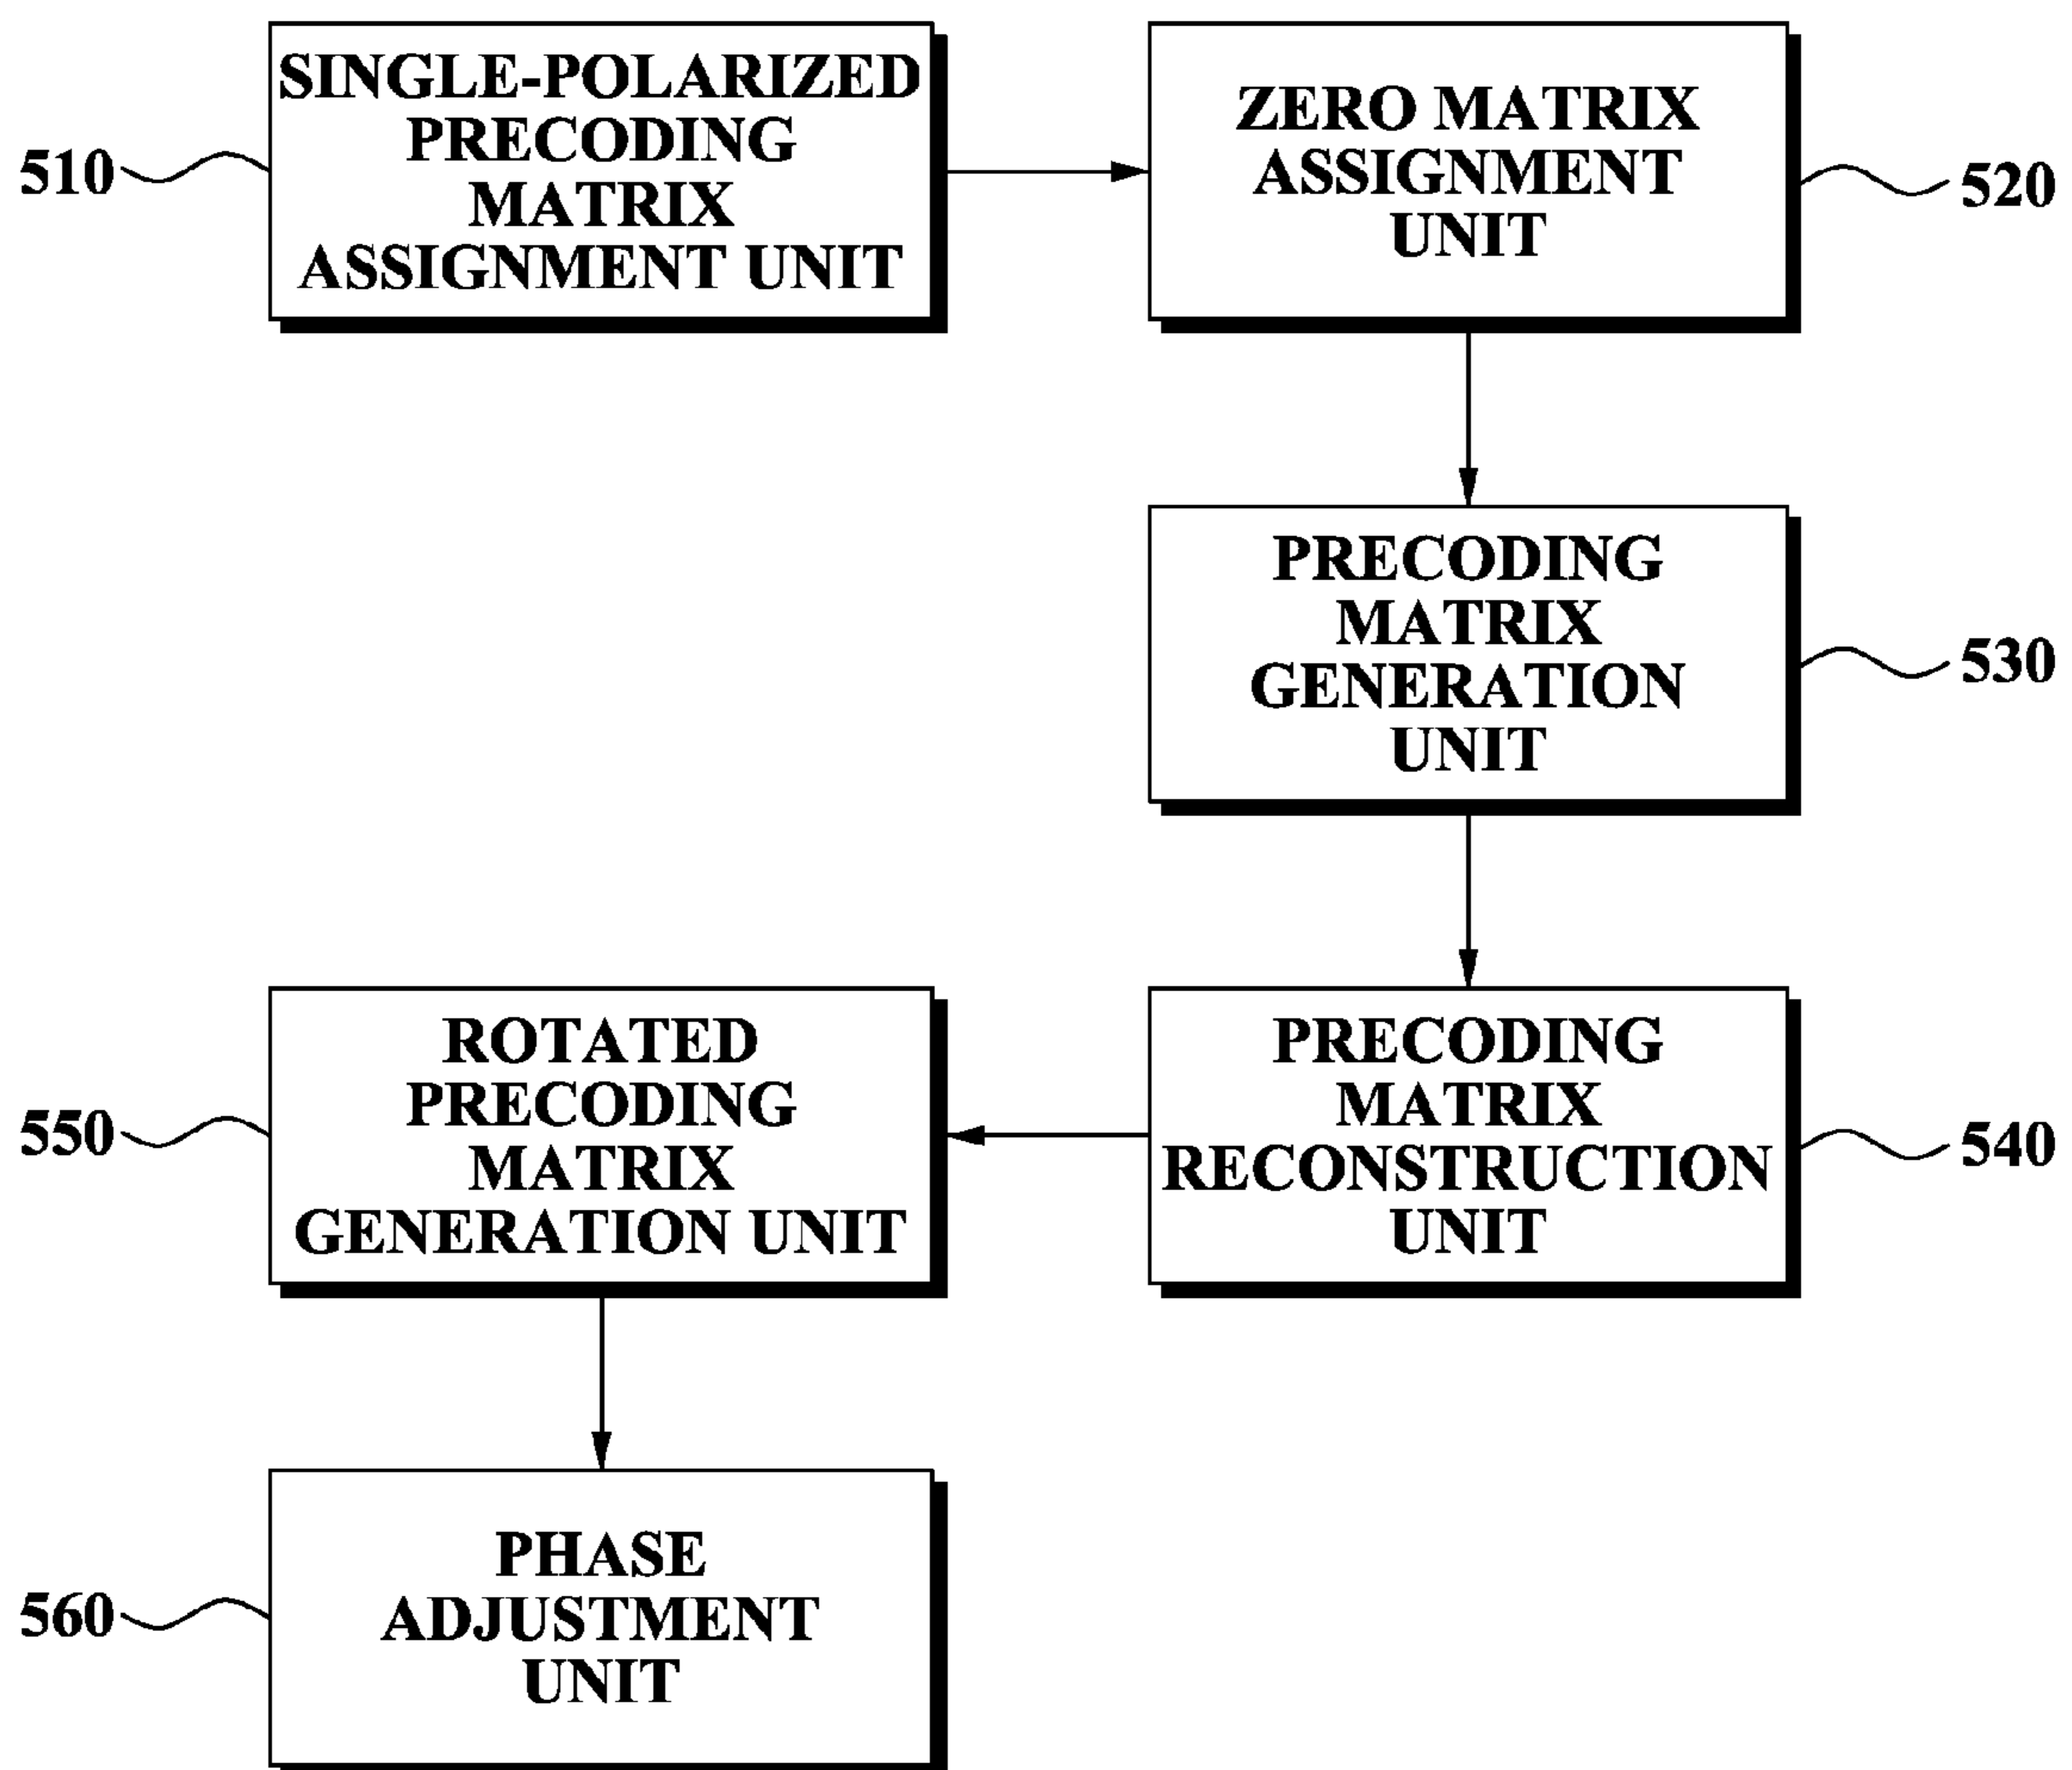 510
SINGLE-POLARIZED
PRECODING
MATRIX
ASSIGNMENT UNIT
ZERO MATRIX
ASSIGNMENT
UNIT
520
PRECODING
MATRIX
GENERATION
UNIT
530
550
ROTATED
PRECODING
MATRIX
GENERATION UNIT
PRECODING
MATRIX
RECONSTRUCTION
UNIT
540
560
PHASE
ADJUSTMENT
UNIT